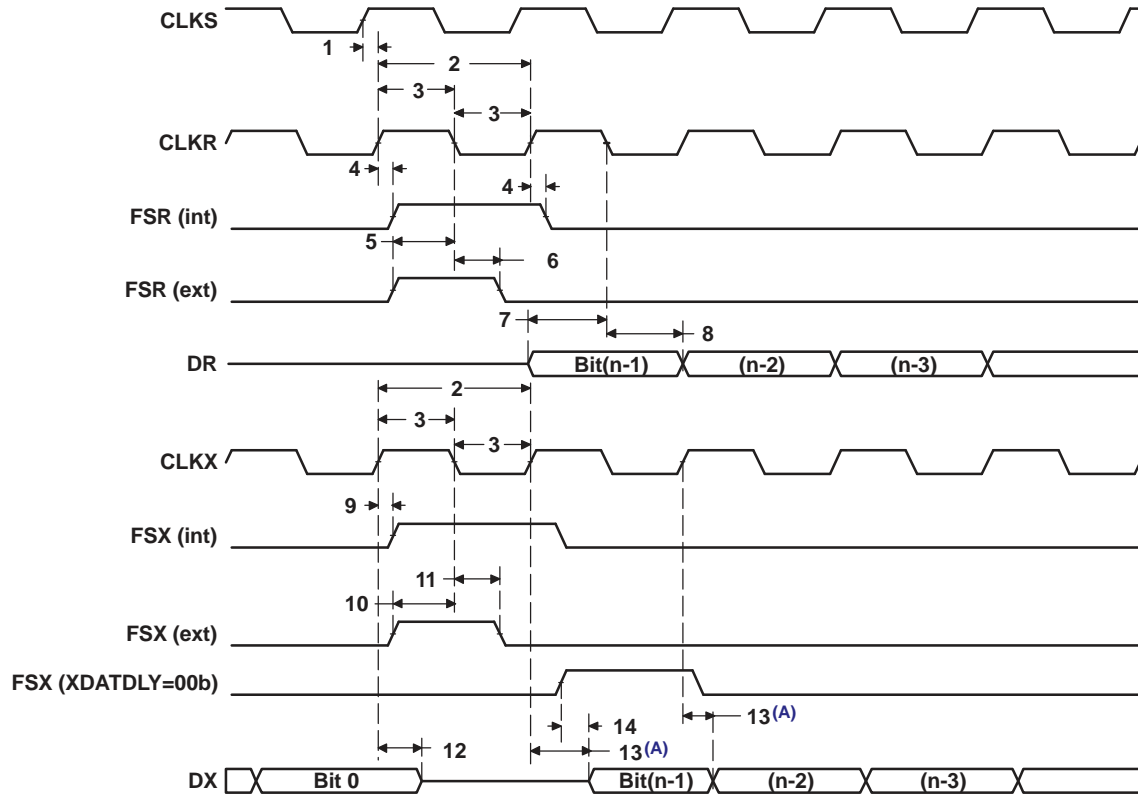 CLKS
1
2
3
3
CLKR
4
4
FSR (int)
5
6
FSR (ext)
7
8
DR
Bit(n-1)
(n-2)
(n-3)
2
3
3
CLKX
9
FSX (int)
11
10
FSX (ext)
FSX (XDATDLY=00b)
13(A)
14
12
13(A)
DX
Bit 0
Bit(n-1)
(n-2)
(n-3)